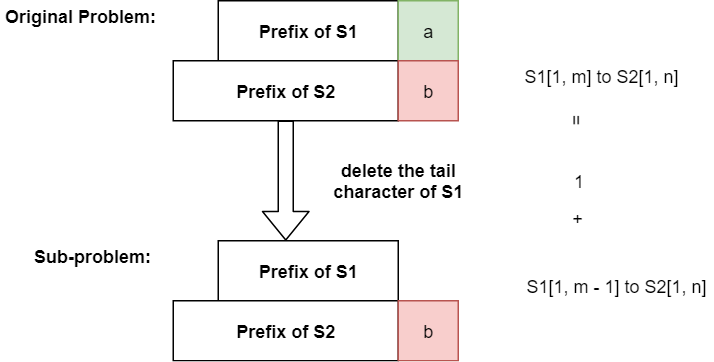 Original Problem:
Prefix of S1
a
Prefix of S2
b
S1[1, m] to S2[1, n]
=
delete the tail
character of S1
1
+
Sub-problem:
Prefix of S1
S1[1, m - 1] to S2[1, n]
Prefix of S2
b